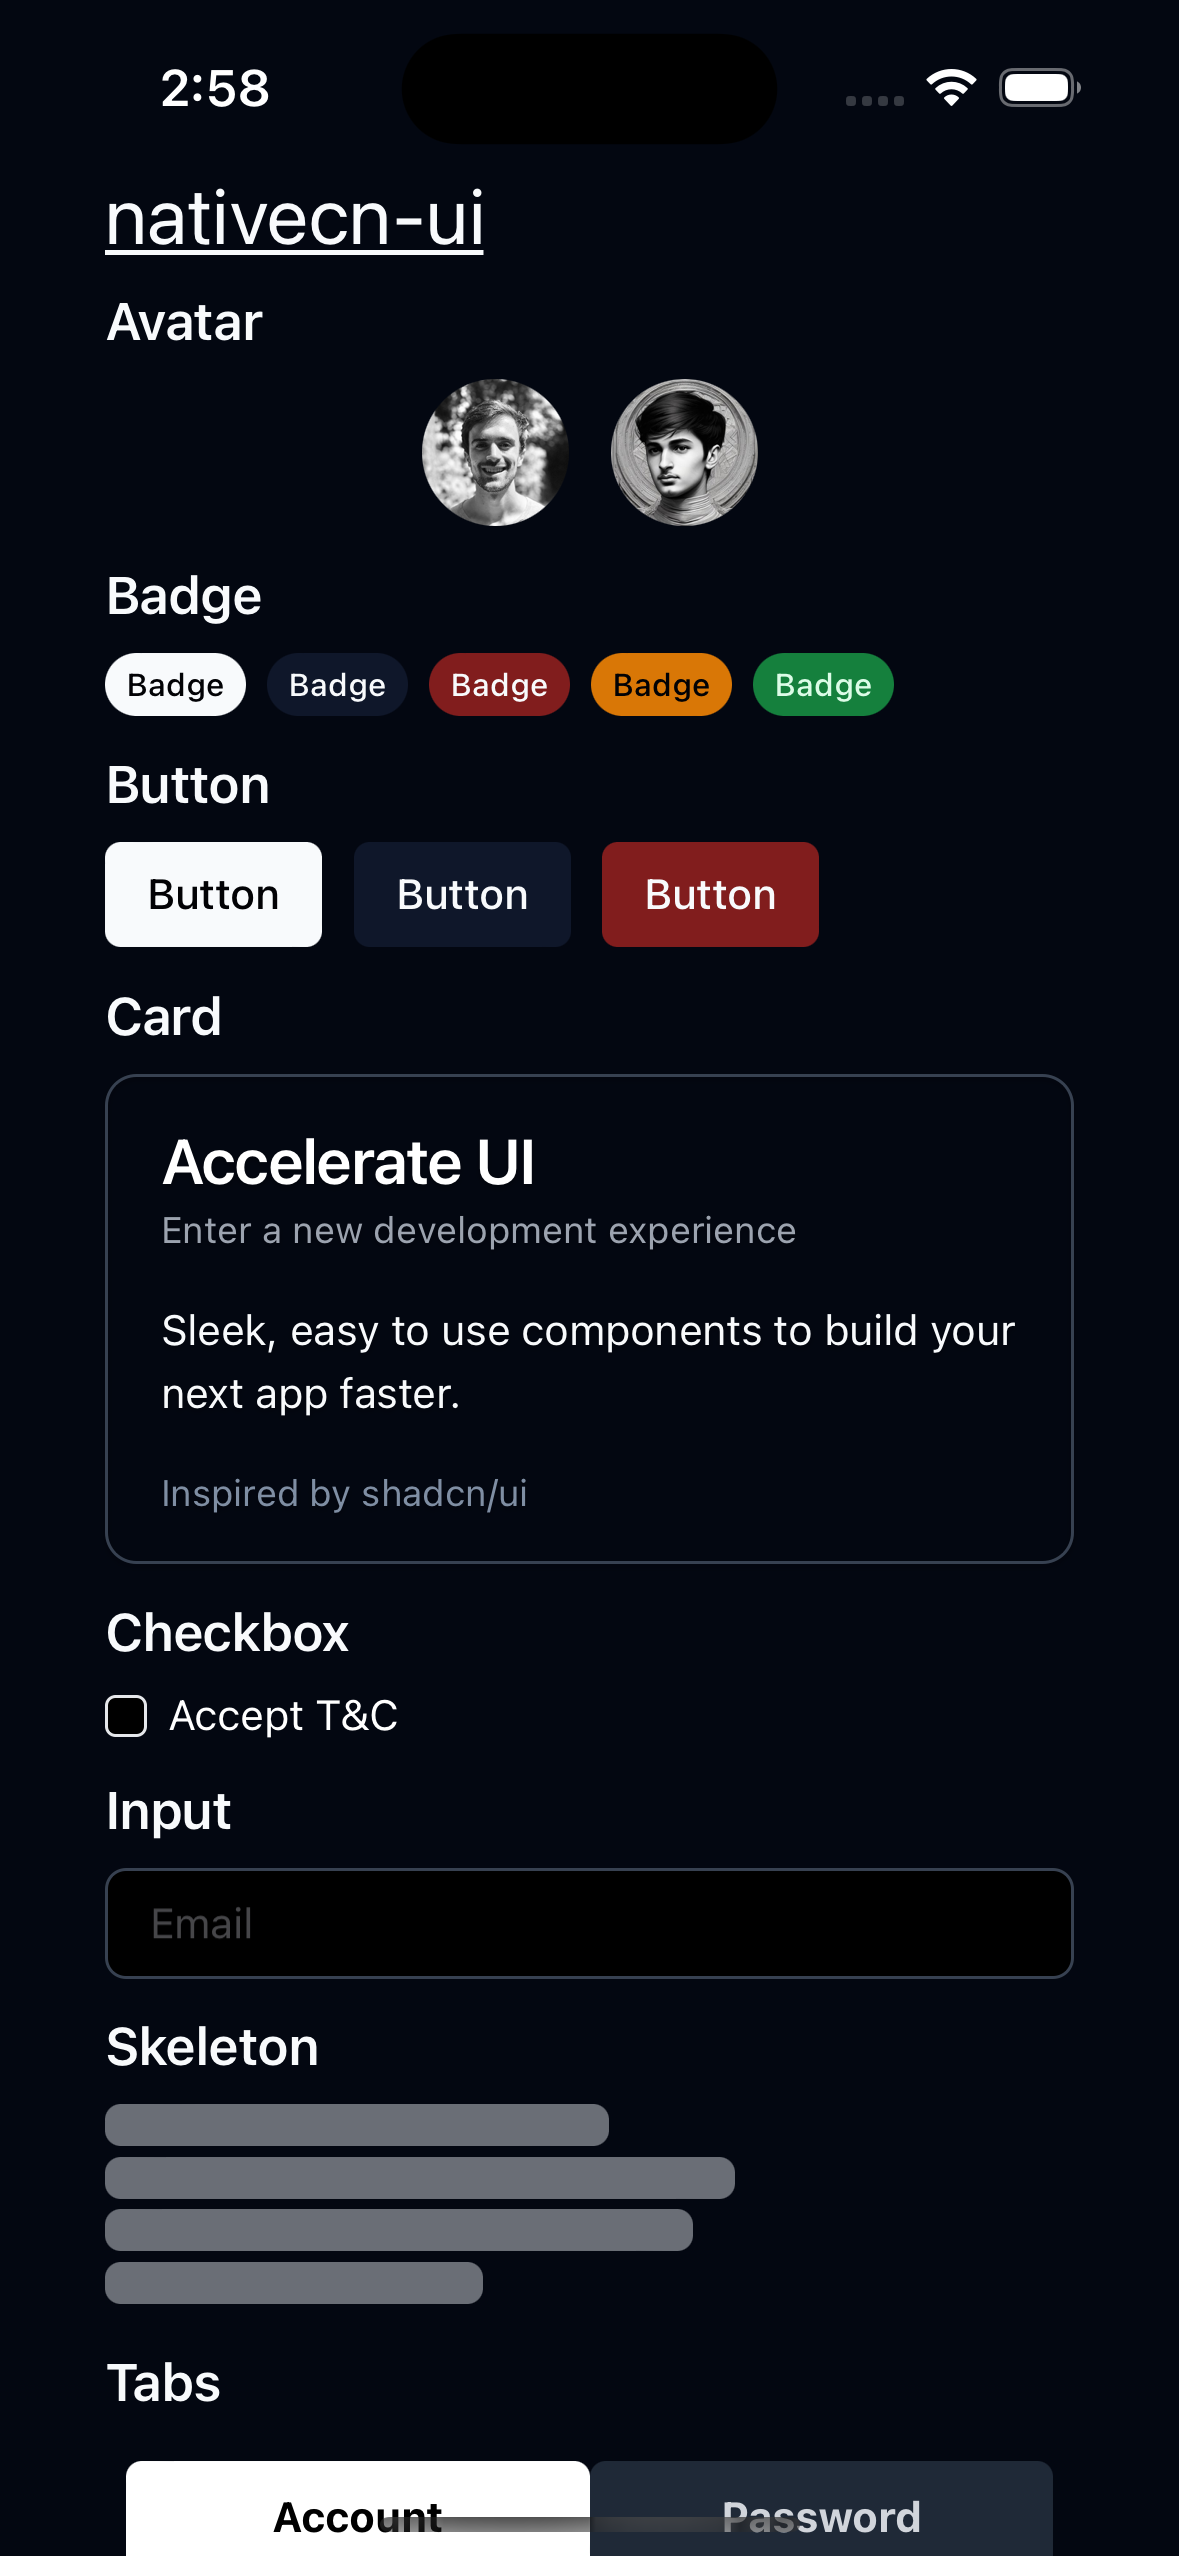 2:58
nativecn-ui
Avatar
Badge
Badge Badge Badge Badge Badge
Button
Button Button Button
Card
Accelerate UI
Enter a new development experience
Sleek, easy to use components to build your
next app faster.
Inspired by shadcn/ui
Checkbox
Accept T&C
Input
Email
Skeleton
Tabs
Account Password